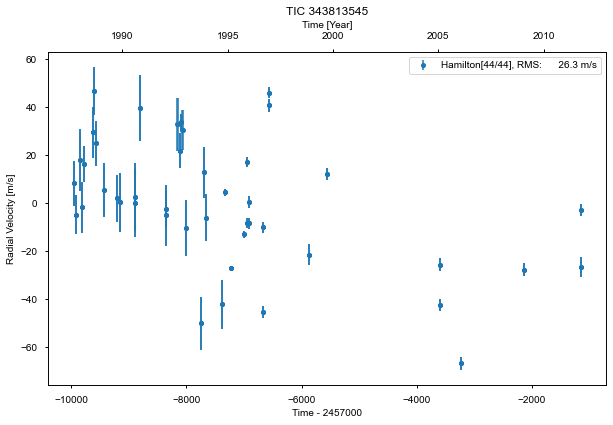 TIC 343813545
Time [Year]
1990 1995 2000 2005 2010
Hamilton[44/44], RMS: 26.3 m/s
60
40
20
0
−20
−40
−60
Radial Velocity [m/s]
−10000 −8000 −6000 −4000 −2000
Time - 2457000